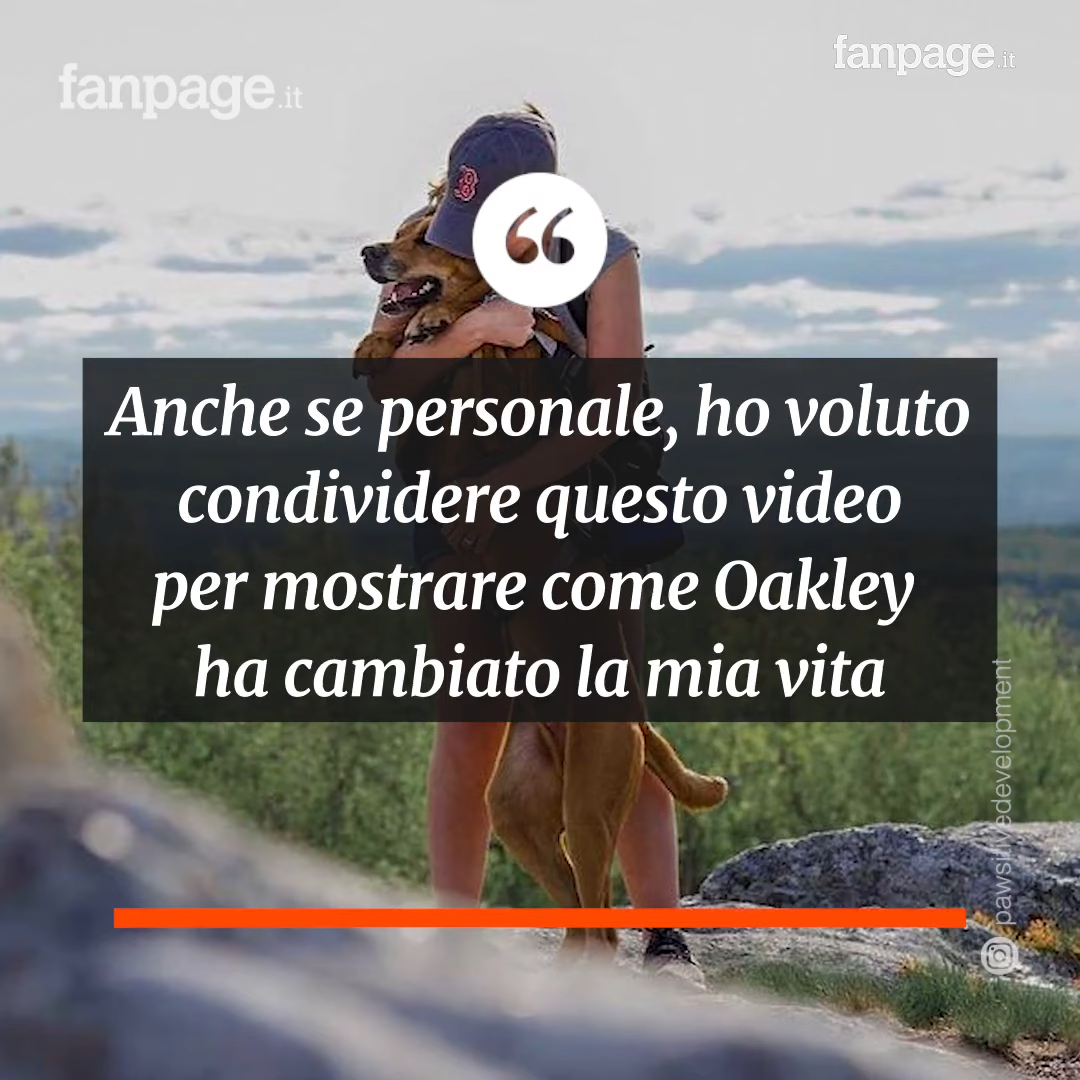 fanpage.it
fanpage.it
B
“
Anche se personale, ho voluto
condividere questo video
per mostrare come Oakley
ha cambiato la mia vita
pawsitivedevelopment